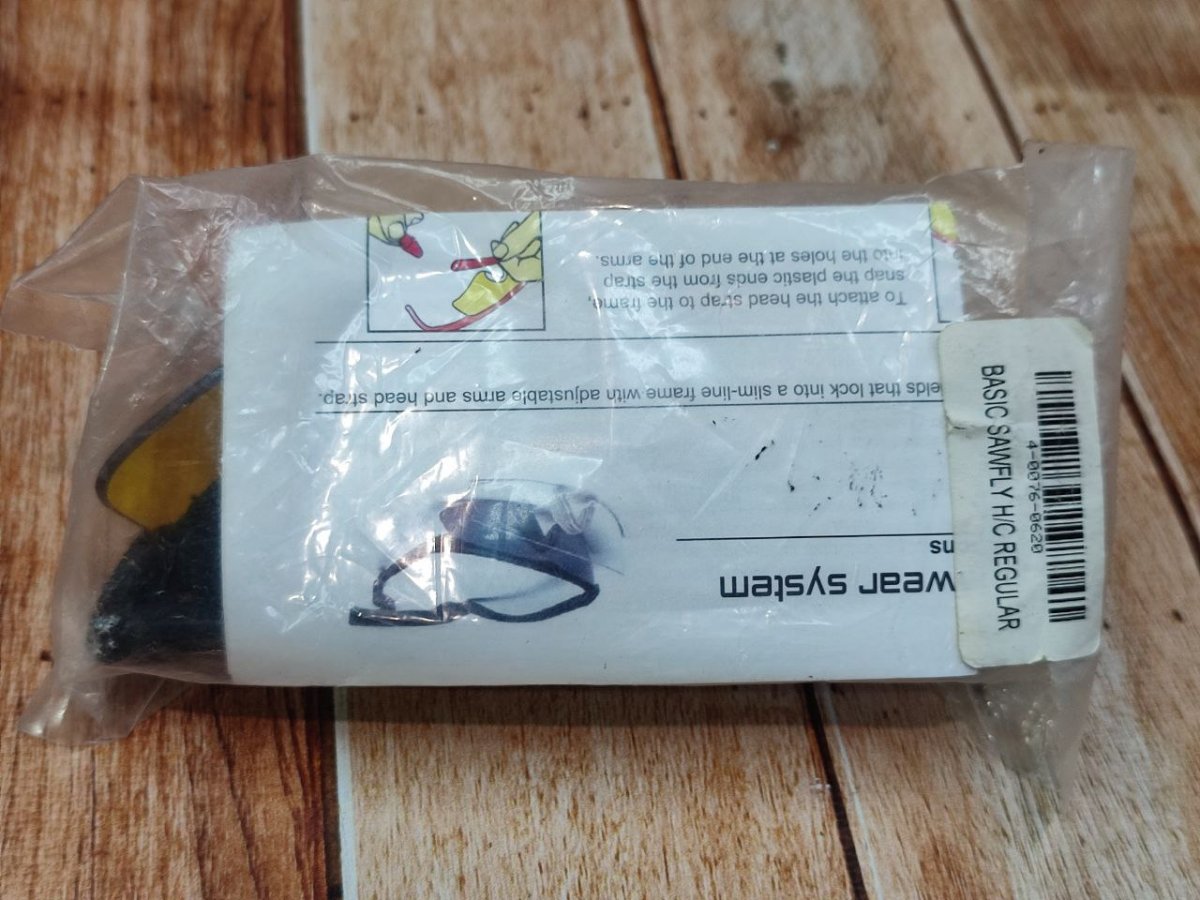 wear system
ns
elds that lock into a slim-line frame with adjustable arms and head strap.
To attach the head strap to the frame,
snap the plastic ends from the strap
into the holes at the end of the arms.
BASIC SAWFLY H/C REGULAR
4-0076-0620